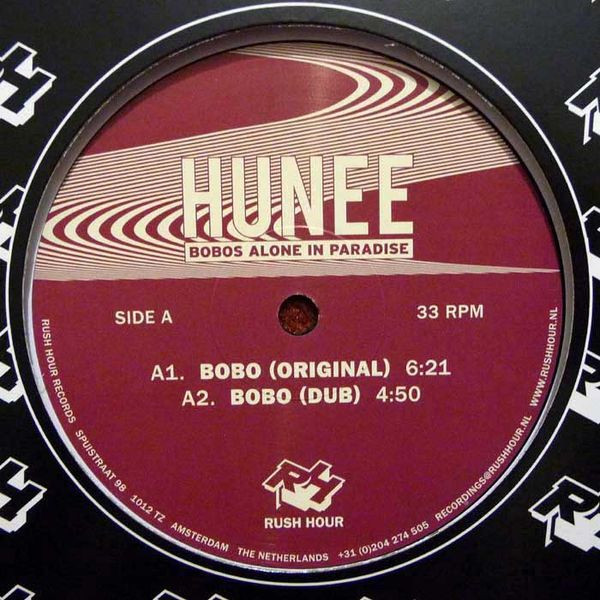 HUNEE
BOBOS ALONE IN PARADISE
SIDE A
33 RPM
A1. BOBO (ORIGINAL) 6:21
A2. BOBO (DUB) 4:50
RH
RUSH HOUR
RUSH HOUR RECORDS SPUISTRAAT 98 1012 TZ AMSTERDAM THE NETHERLANDS +31 (0)204 274 505 RECORDINGS@RUSHHOUR.NL WWW.RUSHHOUR.NL